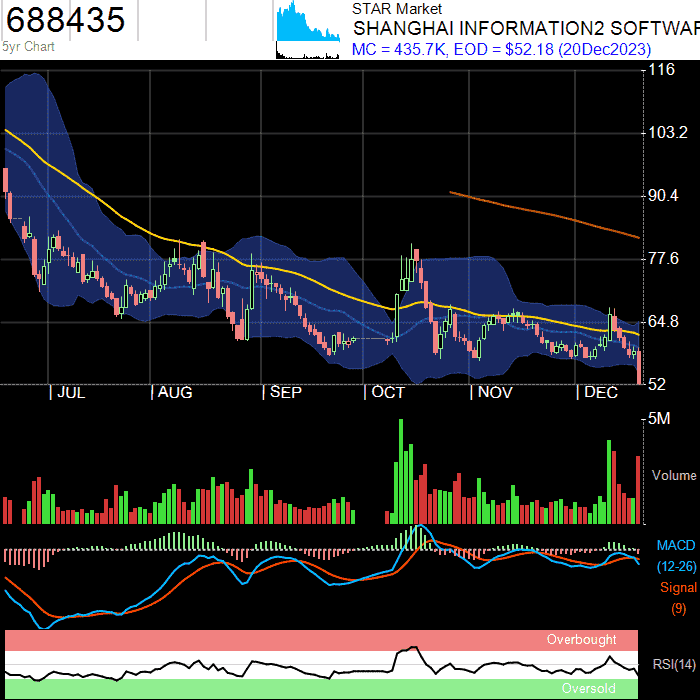 688435
5yr Chart
STAR Market
SHANGHAI INFORMATION2 SOFTWAR
MC = 435.7K, EOD = $52.18 (20Dec2023)
116
103.2
90.4
77.6
64.8
52
| JUL | AUG | SEP | OCT | NOV | DEC
5M
Volume
MACD
(12-26)
Signal
(9)
Overbought
RSI(14)
Oversold